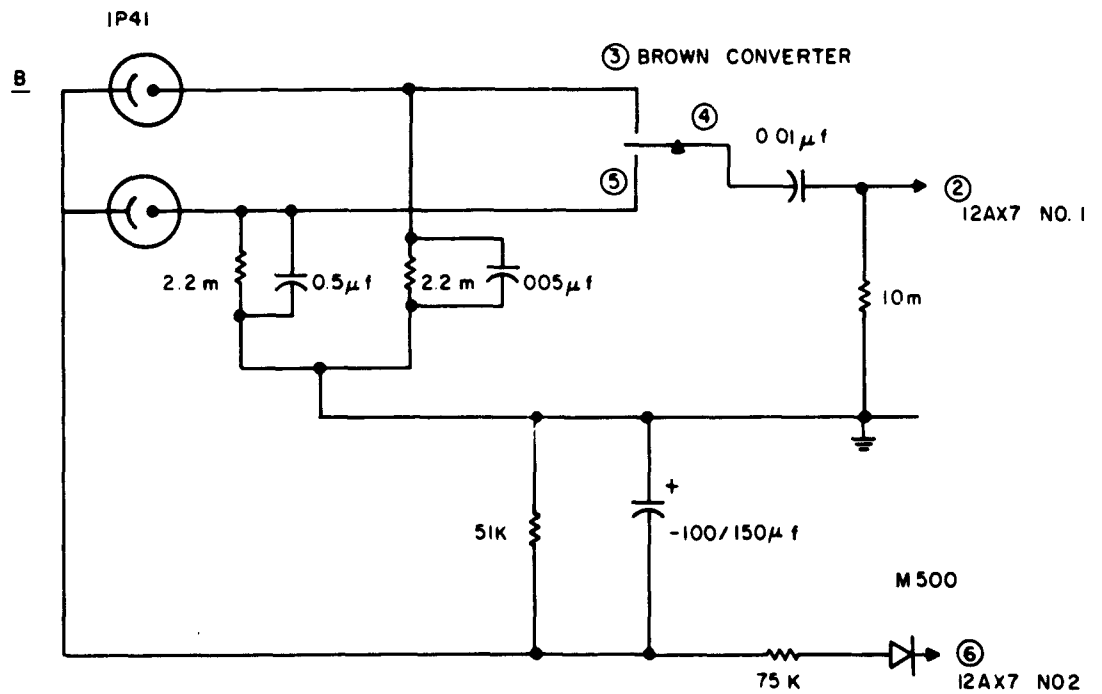 1P41
B
③ BROWN CONVERTER
④
0.01µf
⑤
② 12AX7 NO. 1
2.2 m
0.5µf
2.2 m
005µf
10m
51K
+
-100/150µf
M500
75 K
⑥ 12AX7 NO2